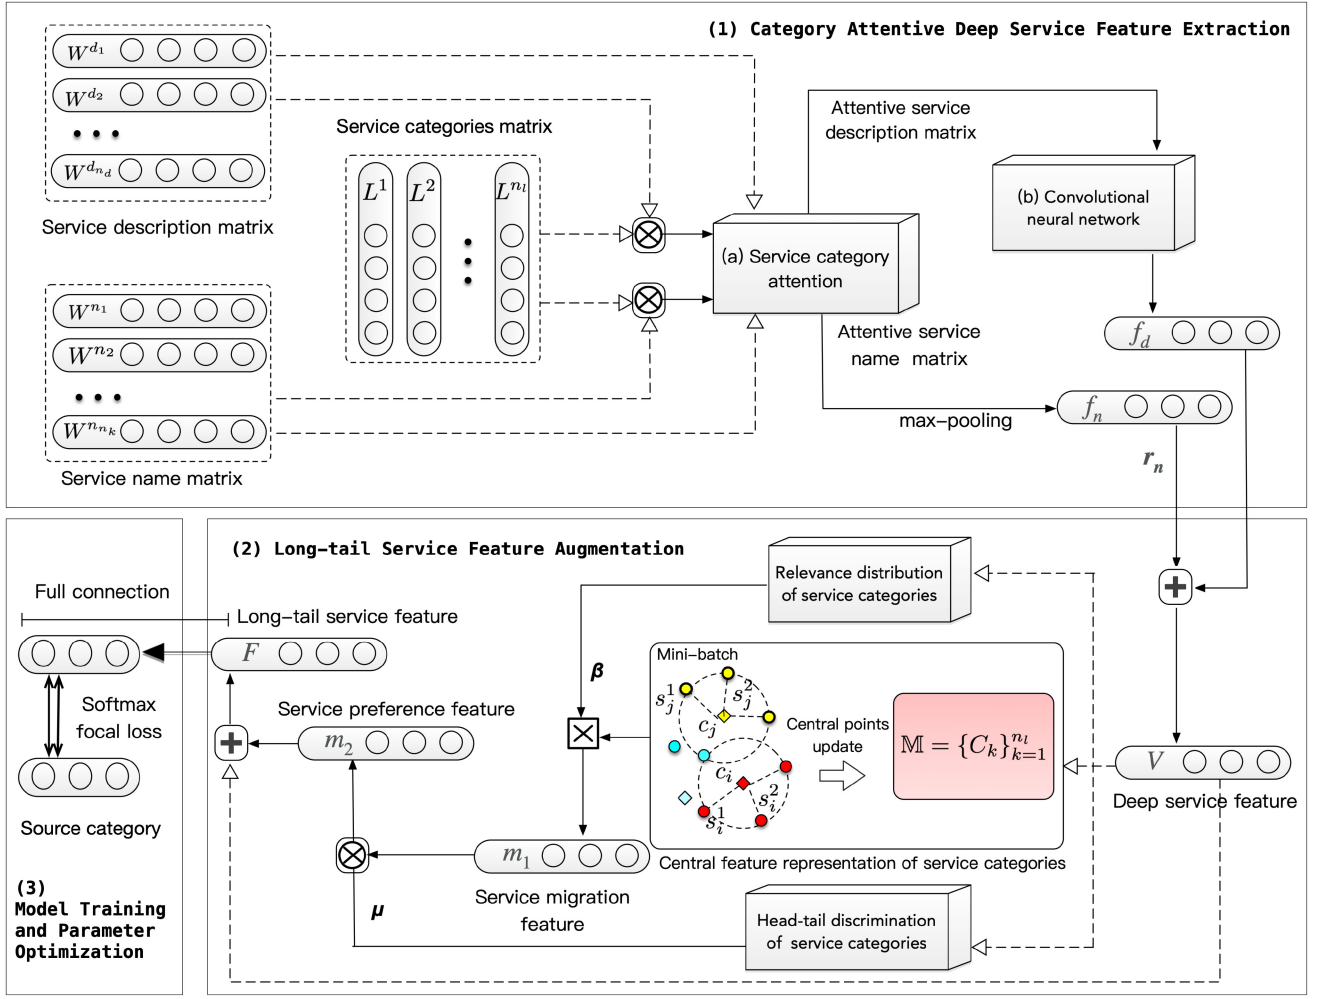 (1) Category Attentive Deep Service Feature Extraction
W^{d_1}
W^{d_2}
• • •
W^{d_{n_d}}
Service description matrix
Service categories matrix
L^1 L^2 L^{n_l}
W^{n_1}
W^{n_2}
• • •
W^{n_{n_k}}
Service name matrix
(a) Service category
attention
Attentive service
description matrix
(b) Convolutional
neural network
Attentive service
name matrix
max-pooling
f_d
f_n
r_n
(2) Long-tail Service Feature Augmentation
Relevance distribution
of service categories
Full connection
Long-tail service feature
F
Softmax
focal loss
Source category
Service preference feature
m_2
β
Mini-batch
s_j^1
s_j^2
c_j
c_i
s_i^2
s_i^1
Central points
update
𝕄 = {C_k}_{k=1}^{n_l}
V
Deep service feature
Central feature representation of service categories
m_1
Service migration
feature
μ
Head-tail discrimination
of service categories
(3)
Model Training
and Parameter
Optimization